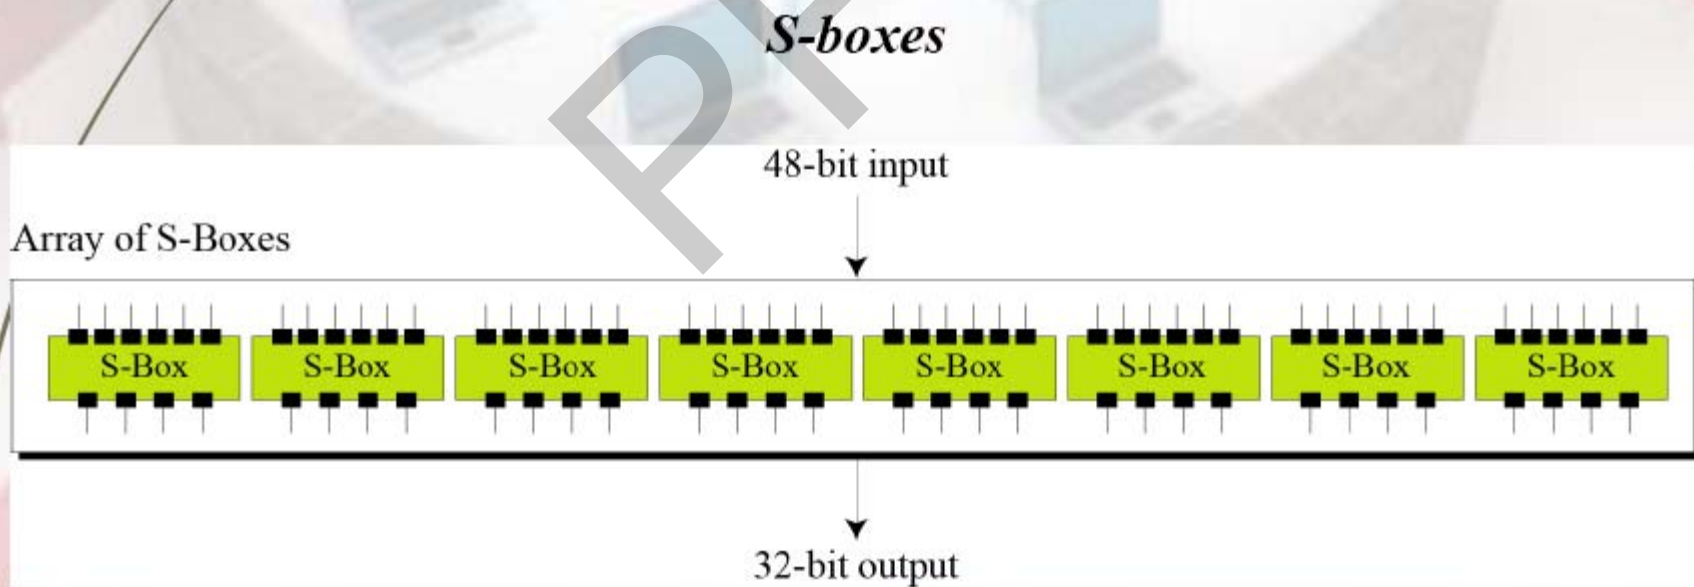 S-boxes
48-bit input
Array of S-Boxes
S-Box S-Box S-Box S-Box S-Box S-Box S-Box S-Box
32-bit output